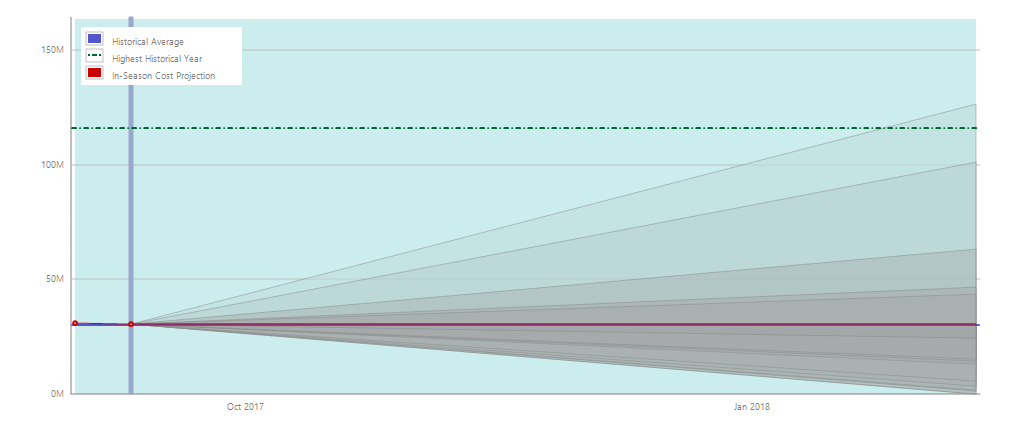 150M
Historical Average
Highest Historical Year
In-Season Cost Projection
100M
50M
0M
Oct 2017
Jan 2018